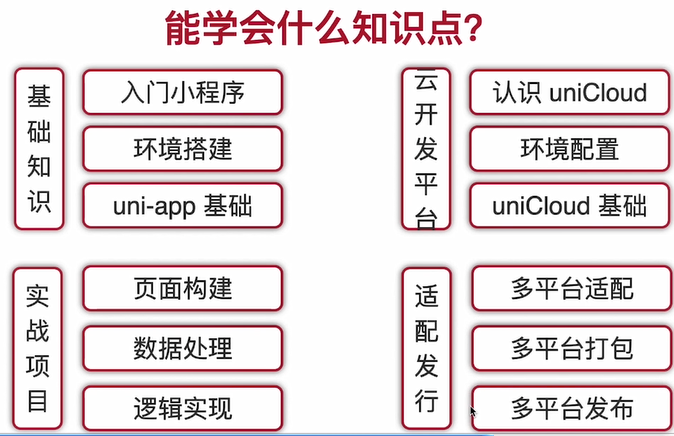 能学会什么知识点?
基础知识
入门小程序
环境搭建
uni-app 基础
云开发平台
认识 uniCloud
环境配置
uniCloud 基础
实战项目
页面构建
数据处理
逻辑实现
适配发行
多平台适配
多平台打包
多平台发布